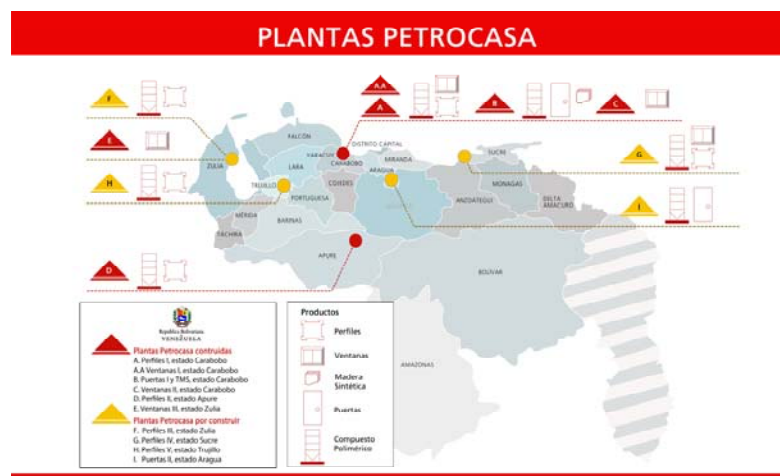 PLANTAS PETROCASA
F
E
H
D
A.A
A
B
C
G
I
FALCÓN
DISTRITO CAPITAL
SUCRE
YARACUY
CARABOBO
MIRANDA
ZULIA
LARA
ARAGUA
TRUJILLO
COJEDES
MONAGAS
PORTUGUESA
ANZOÁTEGUI
DELTA
AMACURO
MÉRIDA
BARINAS
TÁCHIRA
APURE
BOLÍVAR
AMAZONAS
República Bolivariana
VENEZUELA
Plantas Petrocasa contruidas
A. Perfiles I, estado Carabobo
A.A Ventanas I, estado Carabobo
B. Puertas I y TMS, estado Carabobo
C. Ventanas II, estado Carabobo
D. Perfiles II, estado Apure
E. Ventanas III, estado Zulia
Plantas Petrocasa por construir
F. Perfiles III, estado Zulia
G. Perfiles IV, estado Sucre
H. Perfiles V, estado Trujillo
I. Puertas II, estado Aragua
Productos
Perfiles
Ventanas
Madera
Sintética
Puertas
Compuesto
Polimérico